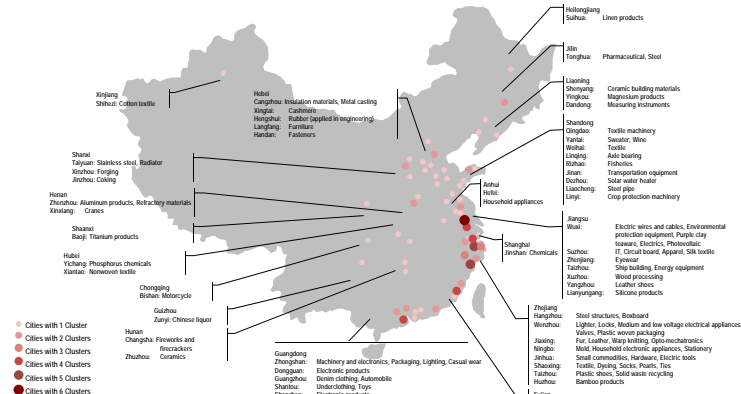 Heilongjiang
Suihua: Linen products
Jilin
Tonghua: Pharmaceutical, Steel
Liaoning
Shenyang: Ceramic building materials
Yingkou: Magnesium products
Dandong: Measuring instruments
Shandong
Qingdao: Textile machinery
Yantai: Sweater, Wine
Weihai: Textile
Linqing: Axle bearing
Rizhao: Fisheries
Jinan: Transportation equipment
Dezhou: Solar water heater
Liaocheng: Steel pipe
Linyi: Crop protection machinery
Xinjiang
Shihezi: Cotton textile
Hebei
Cangzhou: Insulation materials, Metal casting
Xingtai: Cashmere
Hengshui: Rubber (applied in engineering)
Langfang: Furniture
Handan: Fasteners
Shanxi
Taiyuan: Stainless steel, Radiator
Xinzhou: Forging
Jinzhou: Coking
Henan
Zhenzhou: Aluminum products, Refractory materials
Xinxiang: Cranes
Shaanxi
Baoji: Titanium products
Hubei
Yichang: Phosphorus chemicals
Xiantao: Nonwoven textile
Chongqing
Bishan: Motorcycle
Guizhou
Zunyi: Chinese liquor
Hunan
Changsha: Fireworks and
firecrackers
Zhuzhou: Ceramics
Anhui
Hefei:
Household appliances
Jiangsu
Wuxi: Electric wires and cables, Environmental
protection equipment, Purple clay
teaware, Electrics, Photovoltaic
Suzhou: IT, Circuit board, Apparel, Silk textile
Zhenjiang: Eyewear
Taizhou: Ship building, Energy equipment
Xuzhou: Wood processing
Yangzhou: Leather shoes
Lianyungang: Silicone products
Shanghai
Jinshan: Chemicals
Zhejiang
Hangzhou: Steel structures, Boxboard
Wenzhou: Lighter, Locks, Medium and low voltage electrical appliances,
Valves, Plastic woven packaging
Jiaxing: Fur, Leather, Warp knitting, Opto-mechatronics
Ningbo: Mold, Household electronic appliances, Stationery
Jinhua: Small commodities, Hardware, Electric tools
Shaoxing: Textile, Dyeing, Socks, Pearls, Ties
Taizhou: Plastic shoes, Solid waste recycling
Huzhou: Bamboo products
Guangdong
Zhongshan: Machinery and electronics, Packaging, Lighting, Casual wear
Dongguan: Electronic products
Guangzhou: Denim clothing, Automobile
Shantou: Underclothing, Toys
Cities with 1 Cluster
Cities with 2 Clusters
Cities with 3 Clusters
Cities with 4 Clusters
Cities with 5 Clusters
Cities with 6 Clusters